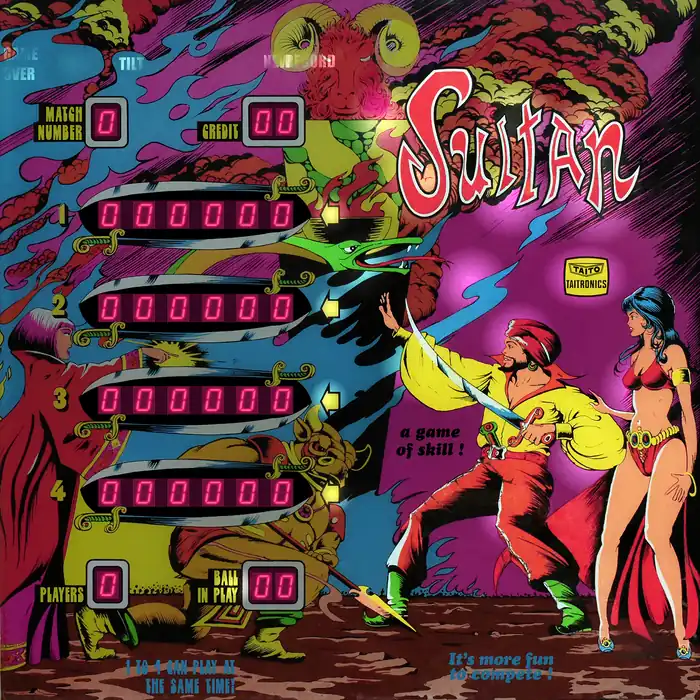 GAME
OVER
TILT
MATCH
NUMBER
0
CREDIT
00
Sultan
1
000000
TAITO
TAITRONICS
2
000000
3
000000
a game
of skill !
4
000000
PLAYERS
0
BALL
IN PLAY
00
1 TO 4 CAN PLAY AT
THE SAME TIME!
It's more fun
to compete !